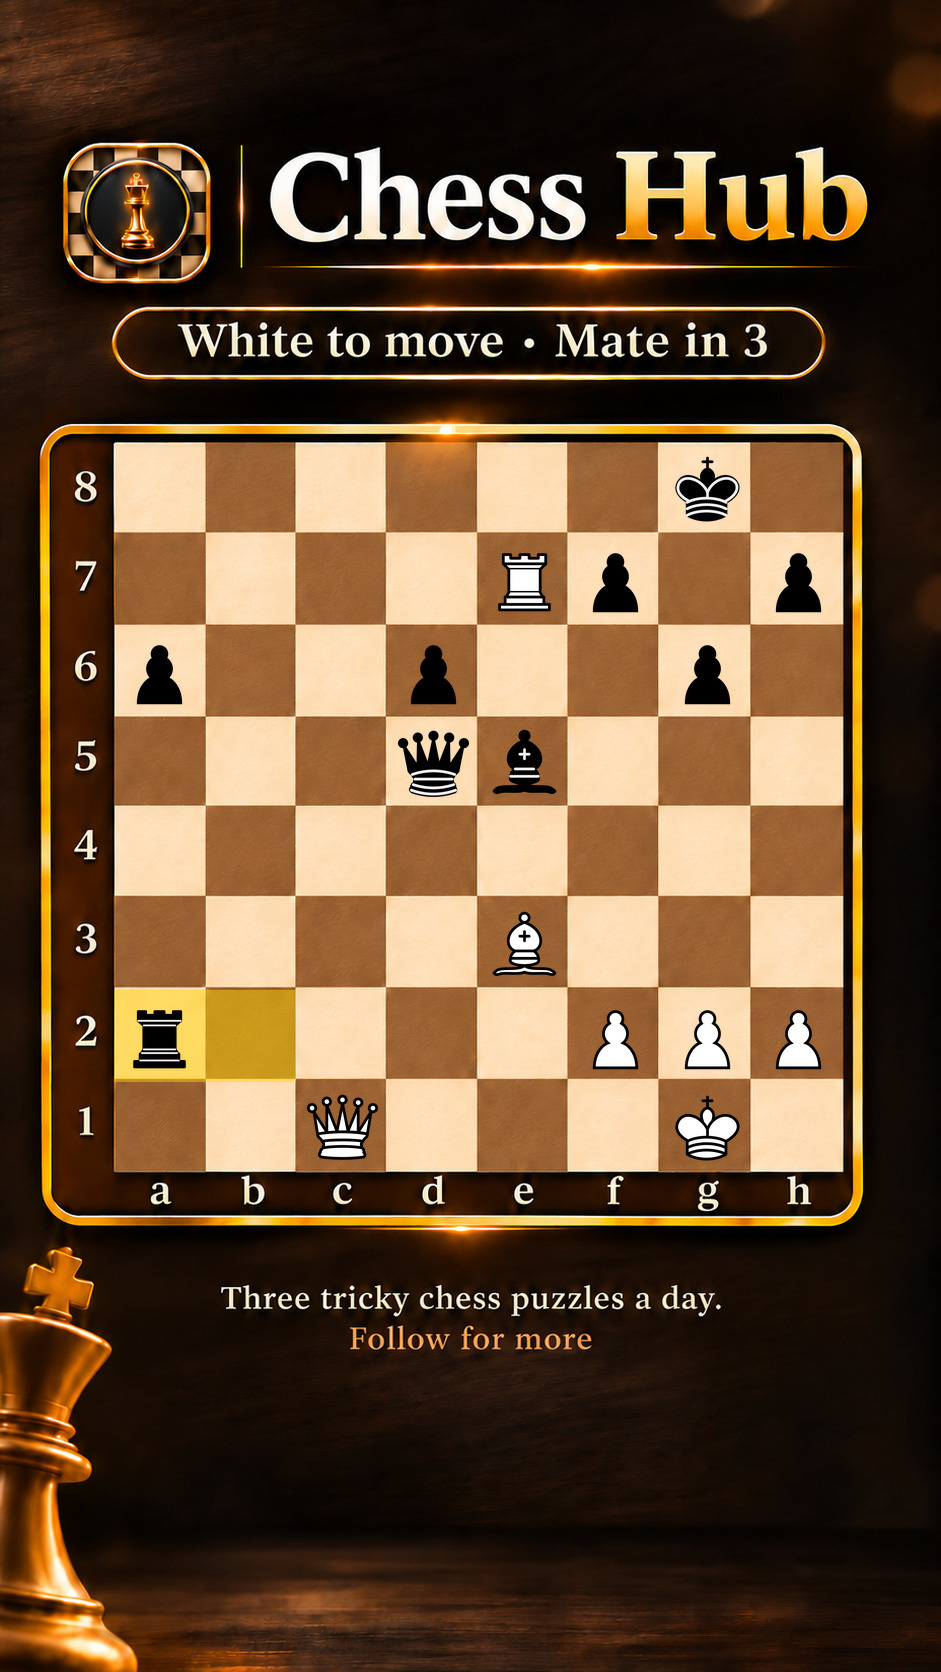 Chess Hub
White to move • Mate in 3
8
7
6
5
4
3
2
1
a b c d e f g h
Three tricky chess puzzles a day.
Follow for more